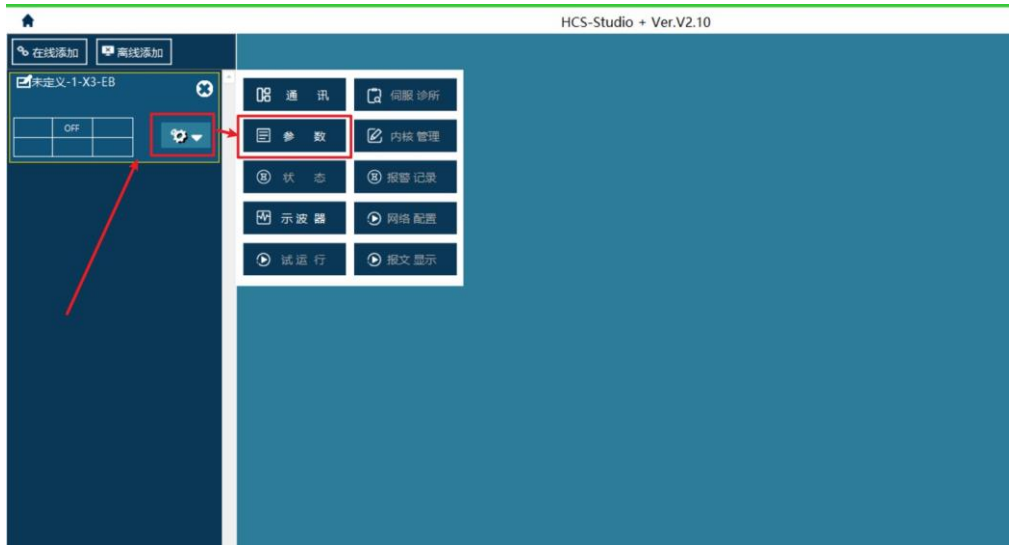 HCS-Studio + Ver.V2.10
在线添加 离线添加
未定义-1-X3-EB
OFF
通 讯 伺服 诊所
参 数 内核 管理
状 态 报警 记录
示 波 器 网络 配置
试 运 行 报文 显示